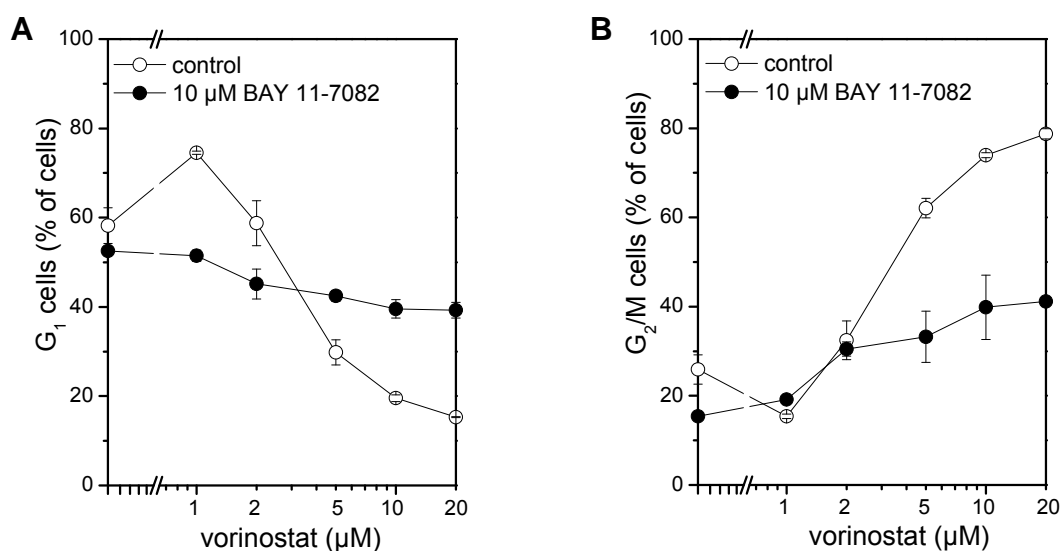 A
100
80
60
40
20
0
G₁ cells (% of cells)
control
10 µM BAY 11-7082
1 2 5 10 20
vorinostat (µM)
B
100
80
60
40
20
0
G₂/M cells (% of cells)
control
10 µM BAY 11-7082
1 2 5 10 20
vorinostat (µM)